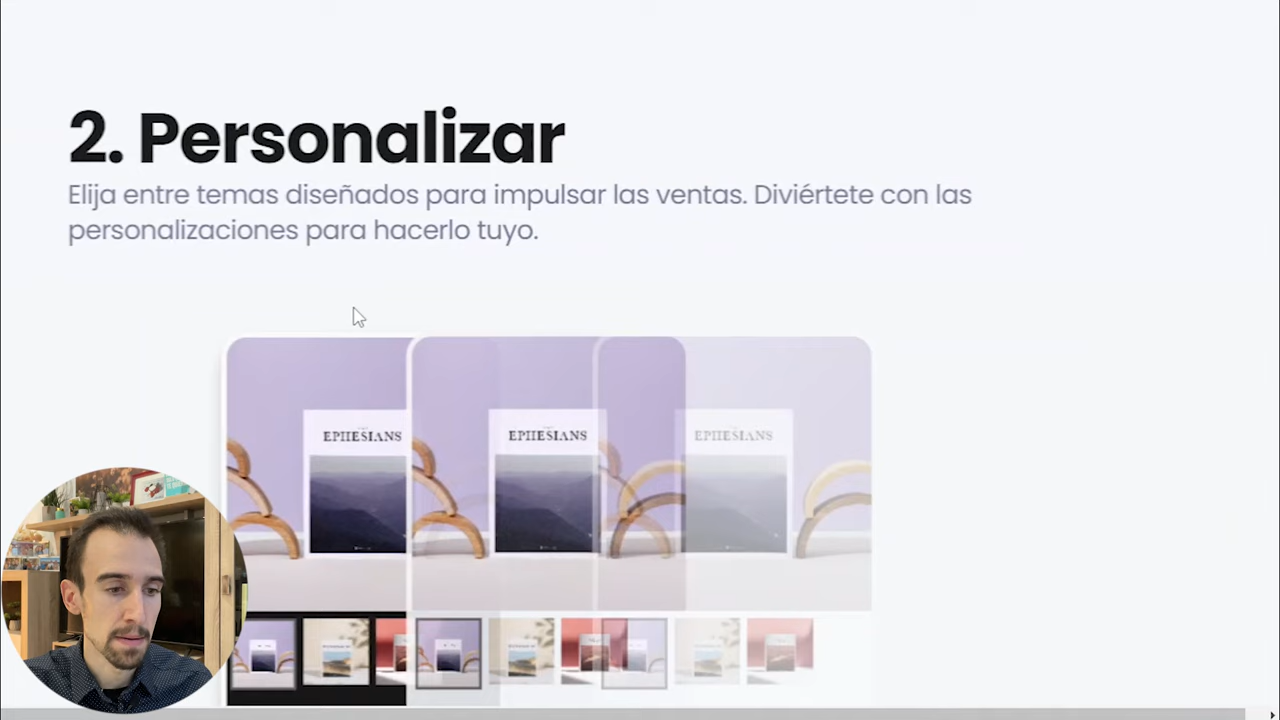 2. Personalizar
Elija entre temas diseñados para impulsar las ventas. Diviértete con las
personalizaciones para hacerlo tuyo.
EPHESIANS
EPHESIANS
EPHESIANS